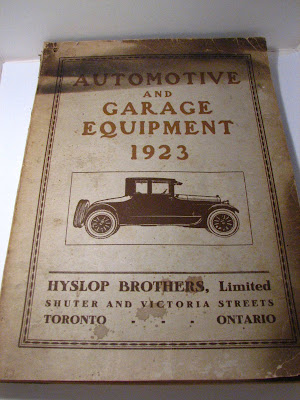 AUTOMOTIVE
AND
GARAGE
EQUIPMENT
1923
HYSLOP BROTHERS, Limited
SHUTER AND VICTORIA STREETS
TORONTO - - - ONTARIO